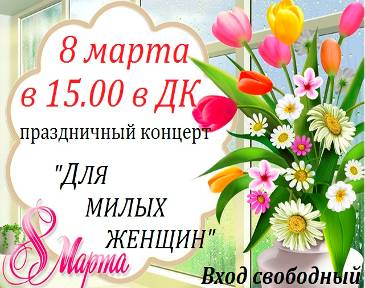 8 марта
в 15.00 в ДК
праздничный концерт
"Для
милых
женщин"
8 Марта
Вход свободный